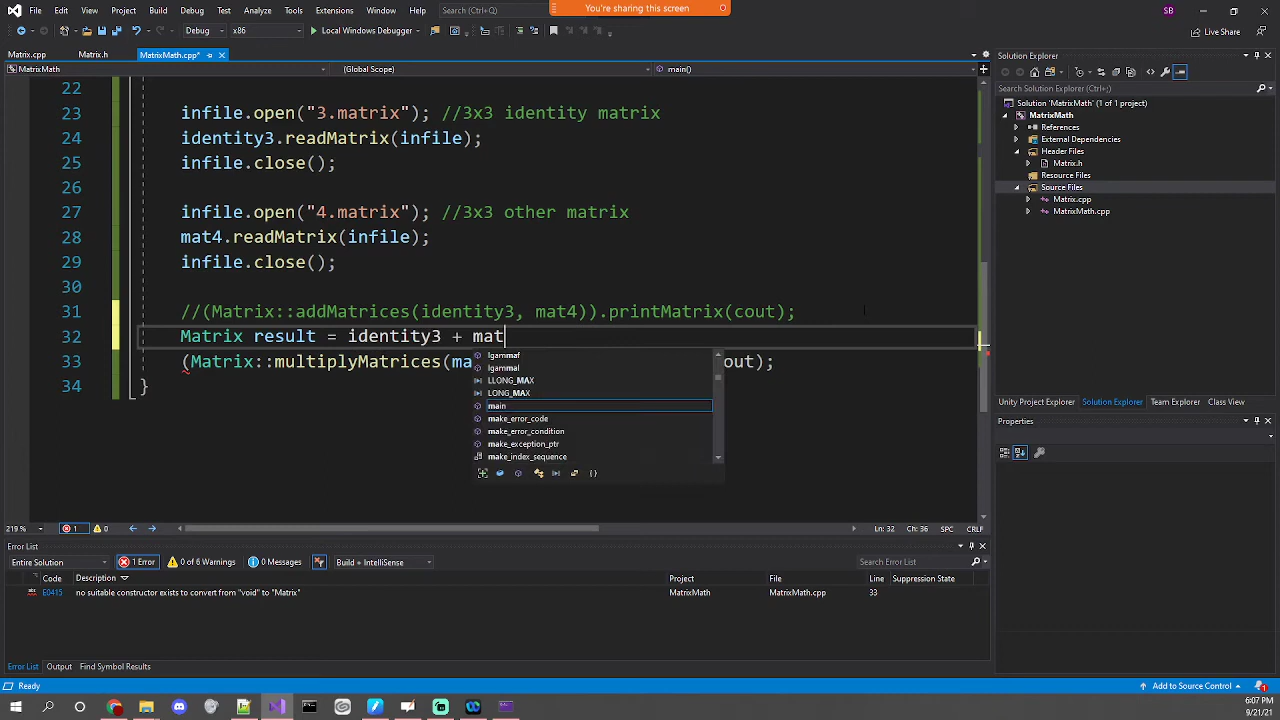 You're sharing this screen
File Edit View Git Project Build Debug Test Analyze Tools Extensions Window Help Search (Ctrl+Q) MatrixMath SB
Debug x86 Local Windows Debugger Live Share
Matrix.cpp Matrix.h MatrixMath.cpp*
MatrixMath (Global Scope) main()
22
23 infile.open("3.matrix"); //3x3 identity matrix
24 identity3.readMatrix(infile);
25 infile.close();
26
27 infile.open("4.matrix"); //3x3 other matrix
28 mat4.readMatrix(infile);
29 infile.close();
30
31 //(Matrix::addMatrices(identity3, mat4)).printMatrix(cout);
32 Matrix result = identity3 + mat
33 (Matrix::multiplyMatrices(ma out);
34 }
lgammaf
lgammal
LLONG_MAX
LONG_MAX
main
make_error_code
make_error_condition
make_exception_ptr
make_index_sequence
219 % 1 0 Ln: 32 Ch: 36 SPC CRLF
Error List
Entire Solution 1 Error 0 of 6 Warnings 0 Messages Build + IntelliSense Search Error List
Code Description Project File Line Suppression State
abc E0415 no suitable constructor exists to convert from "void" to "Matrix" MatrixMath MatrixMath.cpp 33
Error List Output Find Symbol Results
Solution Explorer
Search Solution Explorer (Ctrl+;)
Solution 'MatrixMath' (1 of 1 project)
MatrixMath
References
External Dependencies
Header Files
Matrix.h
Resource Files
Source Files
Matrix.cpp
MatrixMath.cpp
Unity Project Explorer Solution Explorer Team Explorer Class View
Properties
Ready Add to Source Control 1
6:07 PM
9/21/21